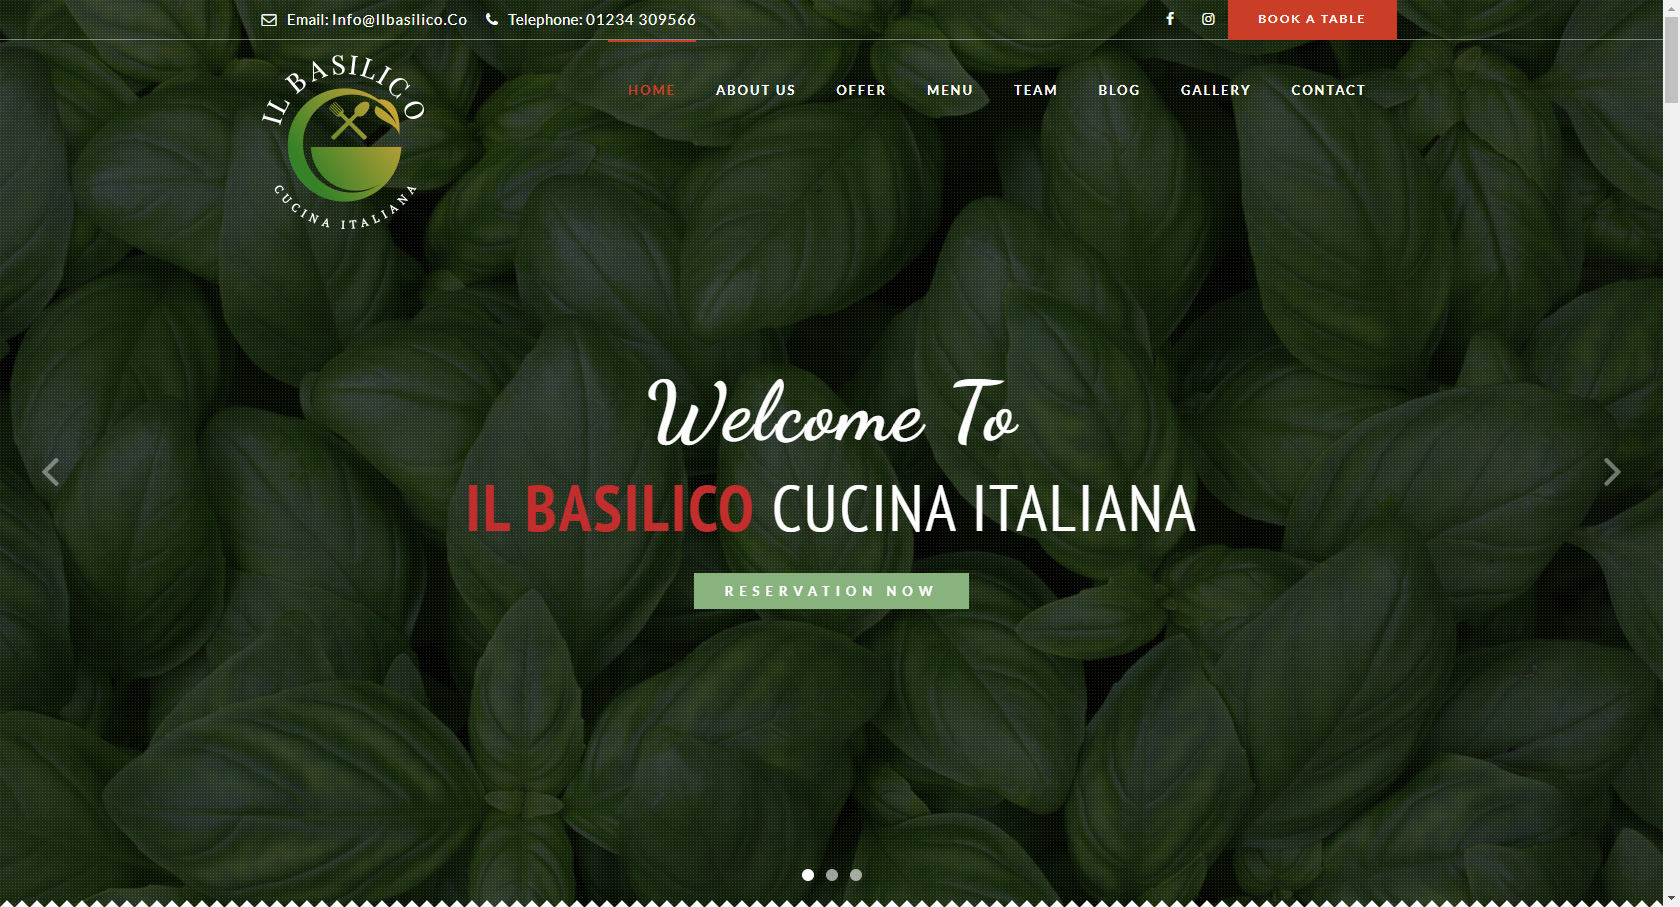 Email: Info@Ilbasilico.Co Telephone: 01234 309566
BOOK A TABLE
IL BASILICO
CUCINA ITALIANA
HOME ABOUT US OFFER MENU TEAM BLOG GALLERY CONTACT
Welcome To
IL BASILICO CUCINA ITALIANA
RESERVATION NOW